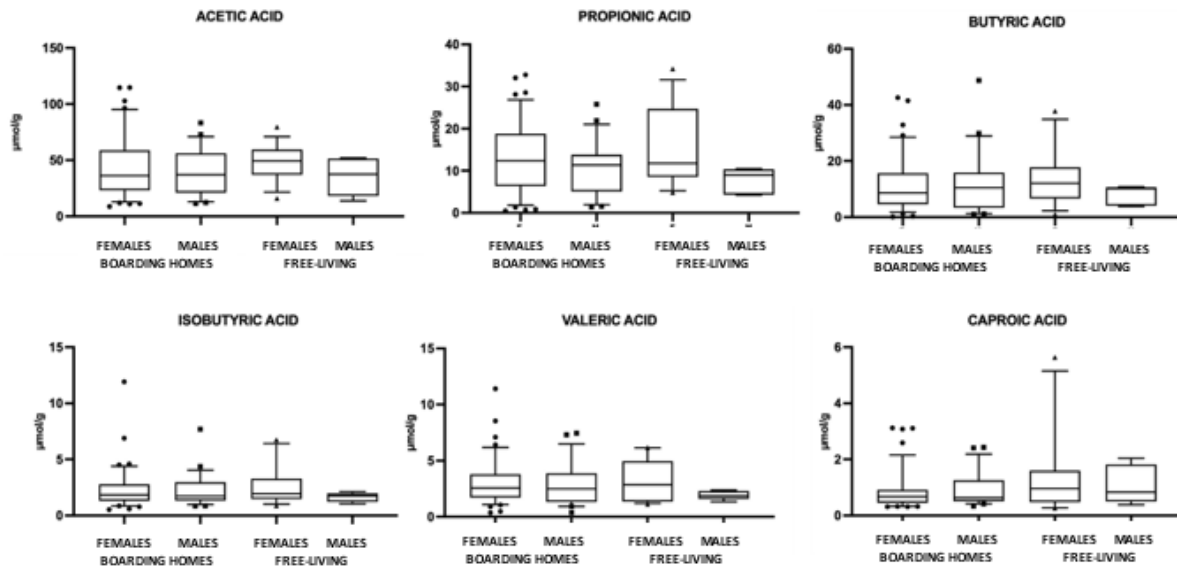 ACETIC ACID
150
100
50
0
µmol/g
FEMALES MALES FEMALES MALES
BOARDING HOMES FREE-LIVING
PROPIONIC ACID
40
30
20
10
0
µmol/g
FEMALES MALES FEMALES MALES
BOARDING HOMES FREE-LIVING
BUTYRIC ACID
60
40
20
0
µmol/g
FEMALES MALES FEMALES MALES
BOARDING HOMES FREE-LIVING
ISOBUTYRIC ACID
15
10
5
0
µmol/g
FEMALES MALES FEMALES MALES
BOARDING HOMES FREE-LIVING
VALERIC ACID
15
10
5
0
µmol/g
FEMALES MALES FEMALES MALES
BOARDING HOMES FREE-LIVING
CAPROIC ACID
6
4
2
0
µmol/g
FEMALES MALES FEMALES MALES
BOARDING HOMES FREE-LIVING